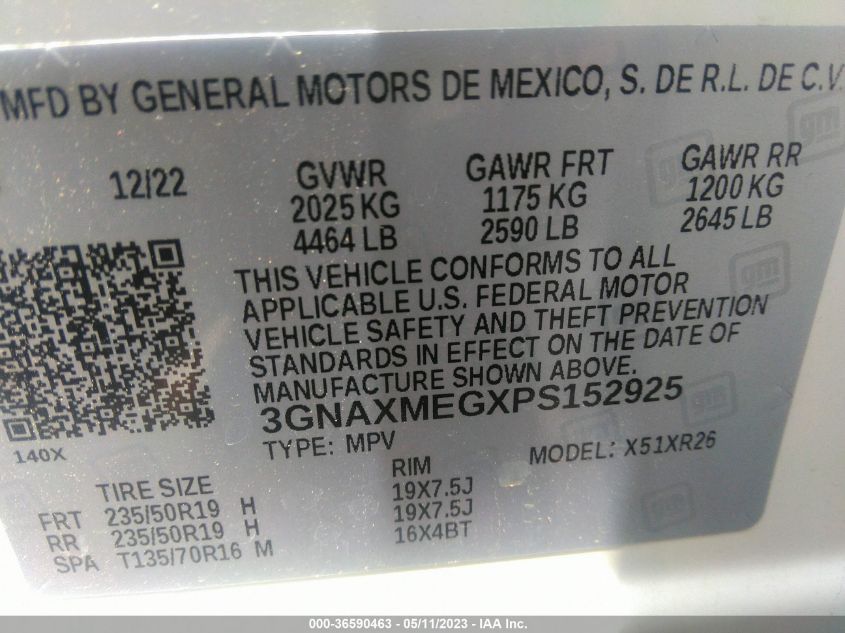 MFD BY GENERAL MOTORS DE MEXICO, S. DE R.L. DE C.V.
12/22
GVWR
2025 KG
4464 LB
GAWR FRT
1175 KG
2590 LB
GAWR RR
1200 KG
2645 LB
THIS VEHICLE CONFORMS TO ALL
APPLICABLE U.S. FEDERAL MOTOR
VEHICLE SAFETY AND THEFT PREVENTION
STANDARDS IN EFFECT ON THE DATE OF
MANUFACTURE SHOWN ABOVE.
3GNAXMEGXPS152925
140X
TYPE: MPV
MODEL: X51XR26
TIRE SIZE RIM
FRT 235/50R19 H 19X7.5J
RR 235/50R19 H 19X7.5J
SPA T135/70R16 M 16X4BT
gm
gm
gm
gm
000-36590463 - 05/11/2023 - IAA Inc.